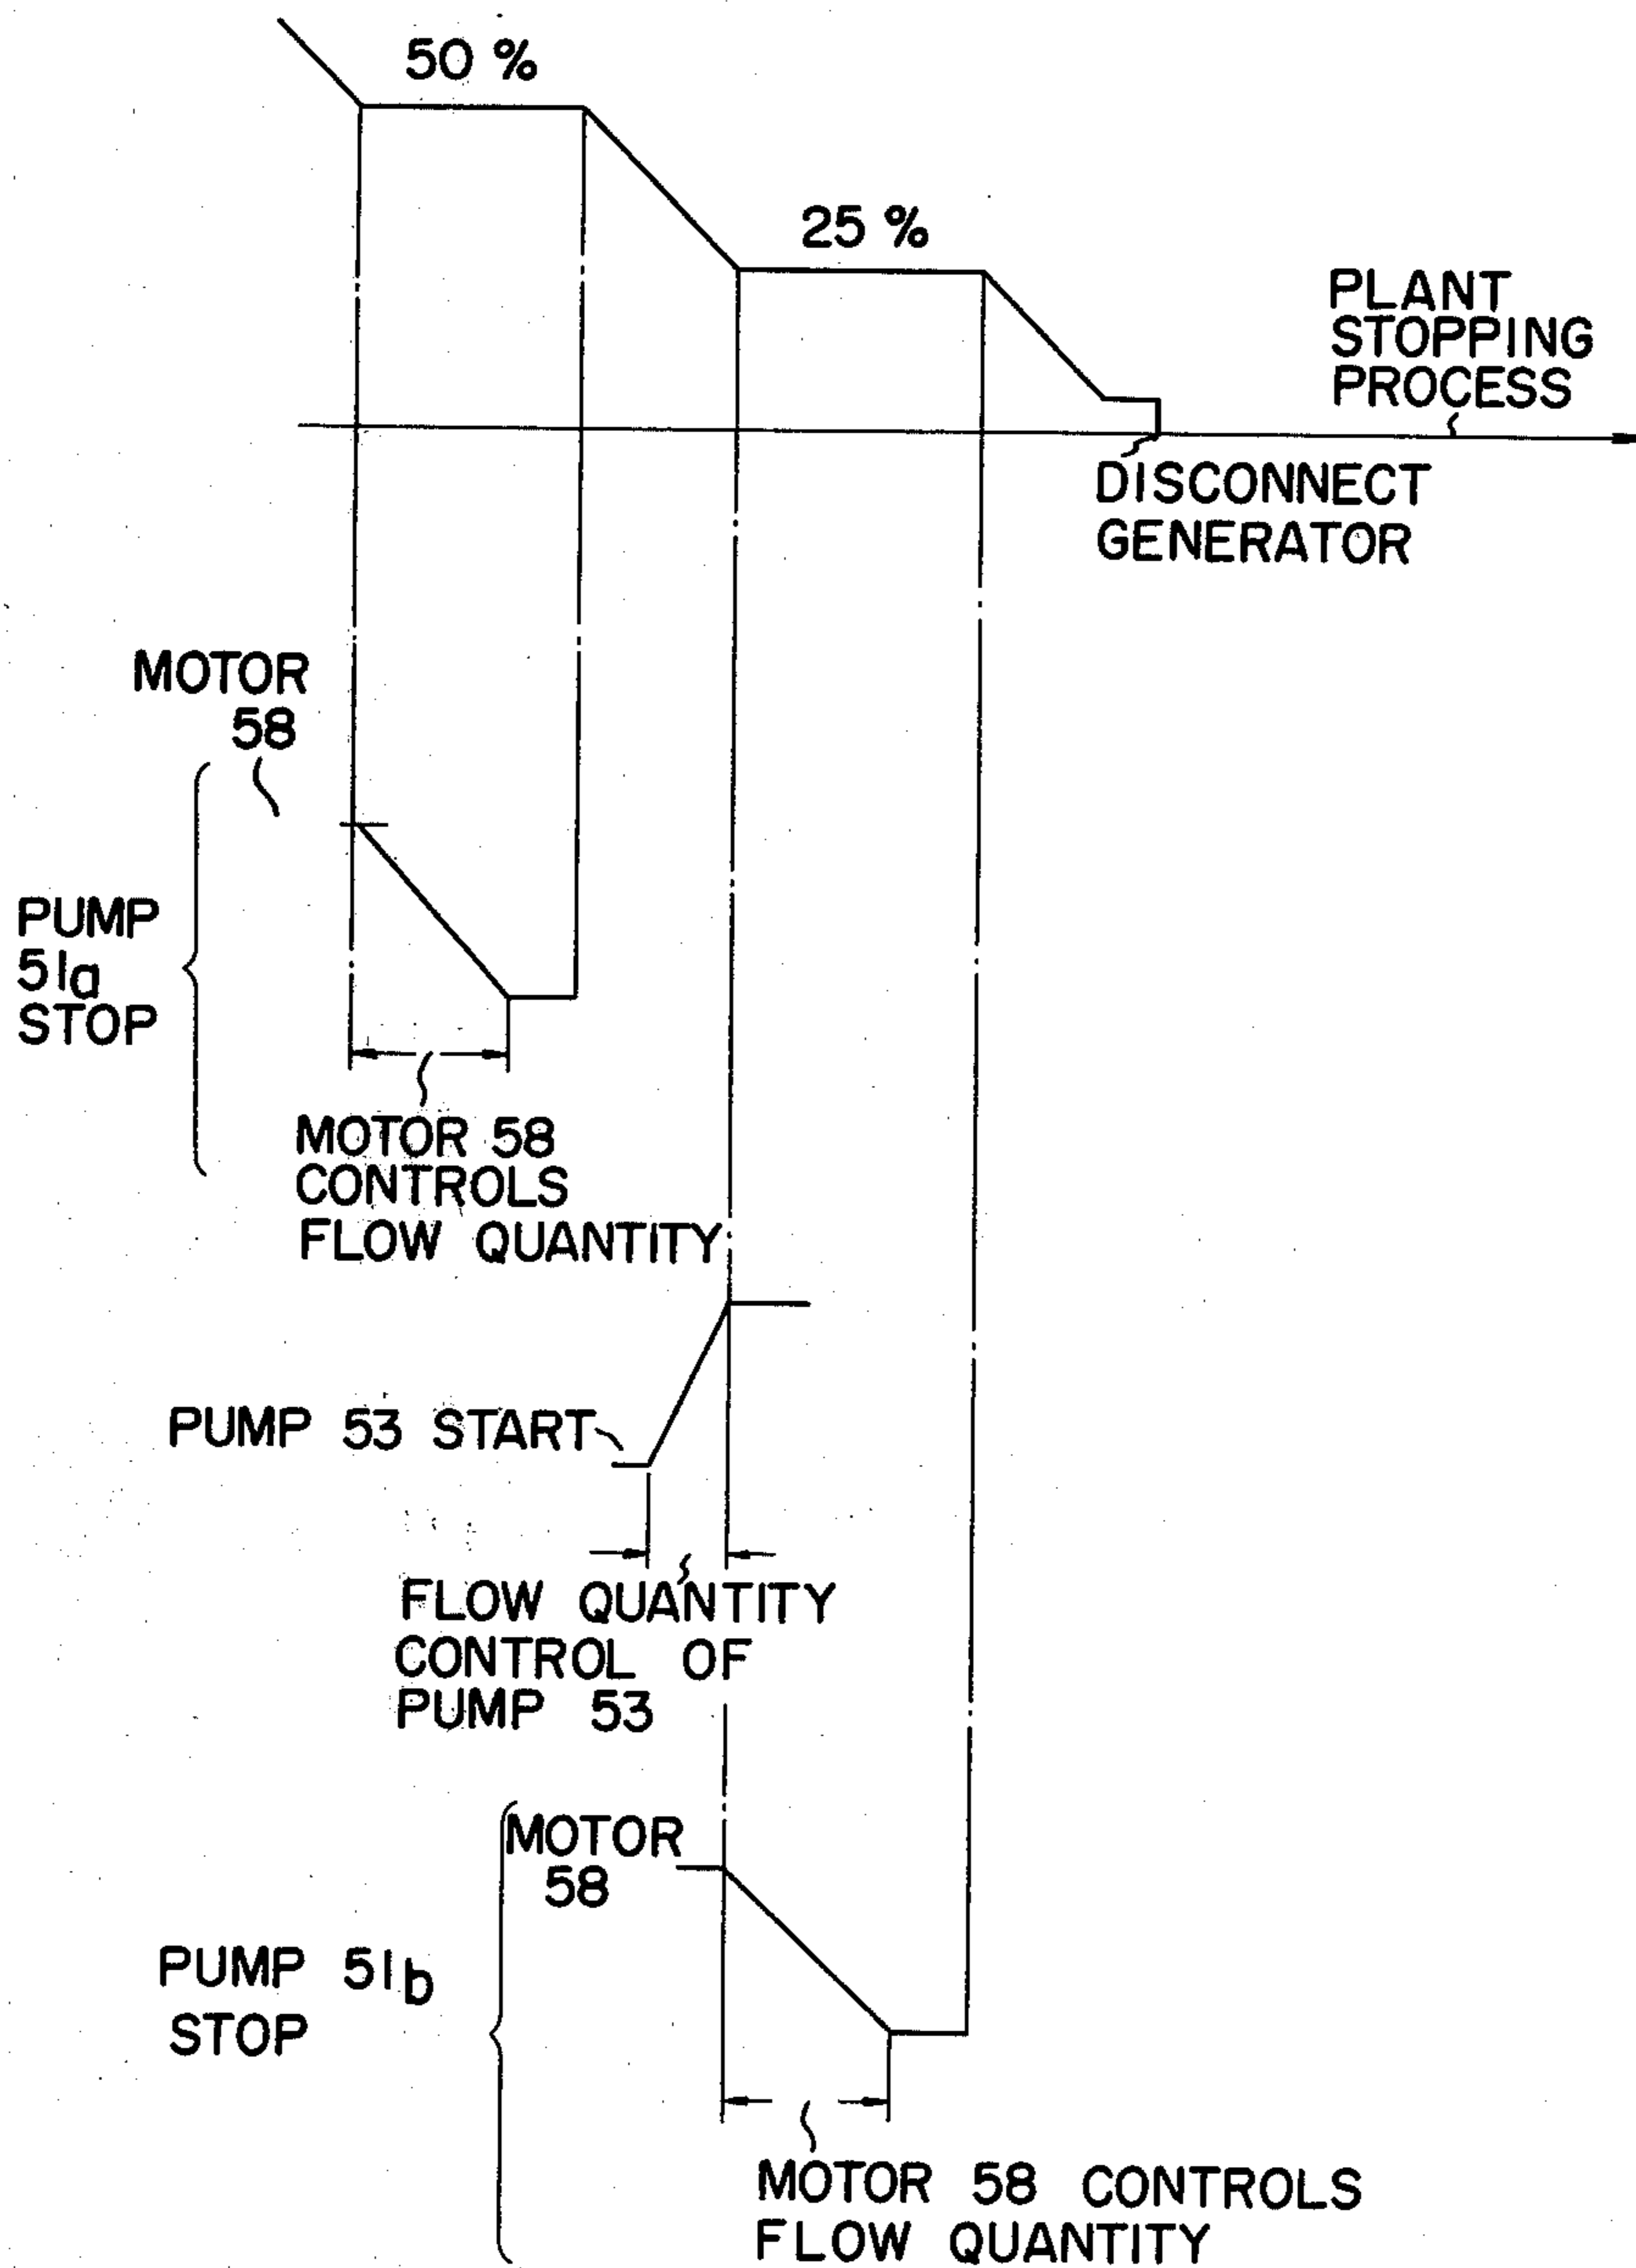 50 %
25 %
PLANT
STOPPING
PROCESS
DISCONNECT
GENERATOR
MOTOR
58
PUMP
51a
STOP
MOTOR 58
CONTROLS
FLOW QUANTITY
PUMP 53 START
FLOW QUANTITY
CONTROL OF
PUMP 53
MOTOR
58
PUMP 51b
STOP
MOTOR 58 CONTROLS
FLOW QUANTITY